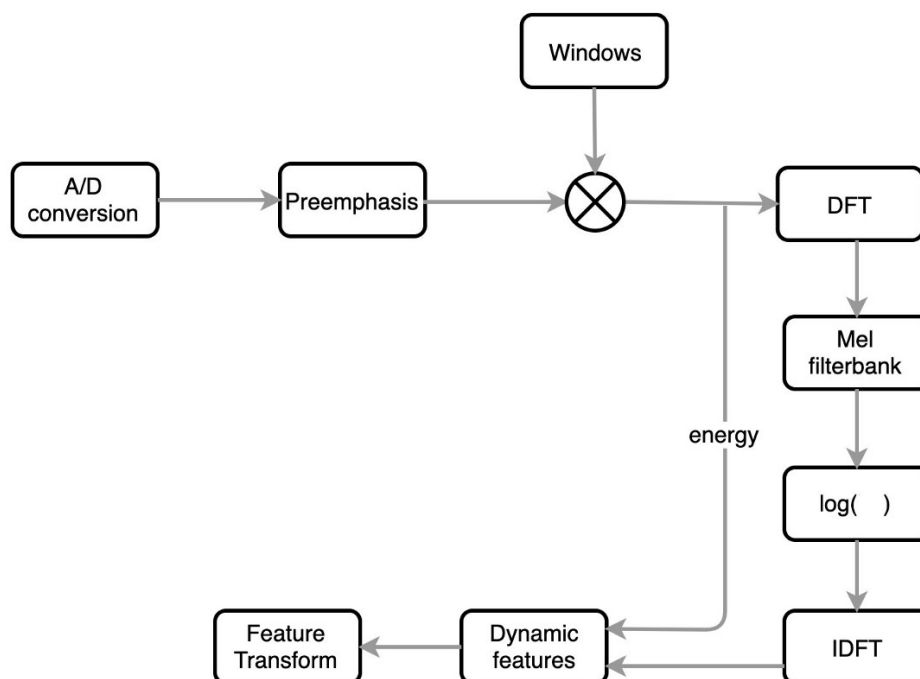 Windows
A/D
conversion
Preemphasis
DFT
Mel
filterbank
energy
log( )
Feature
Transform
Dynamic
features
IDFT